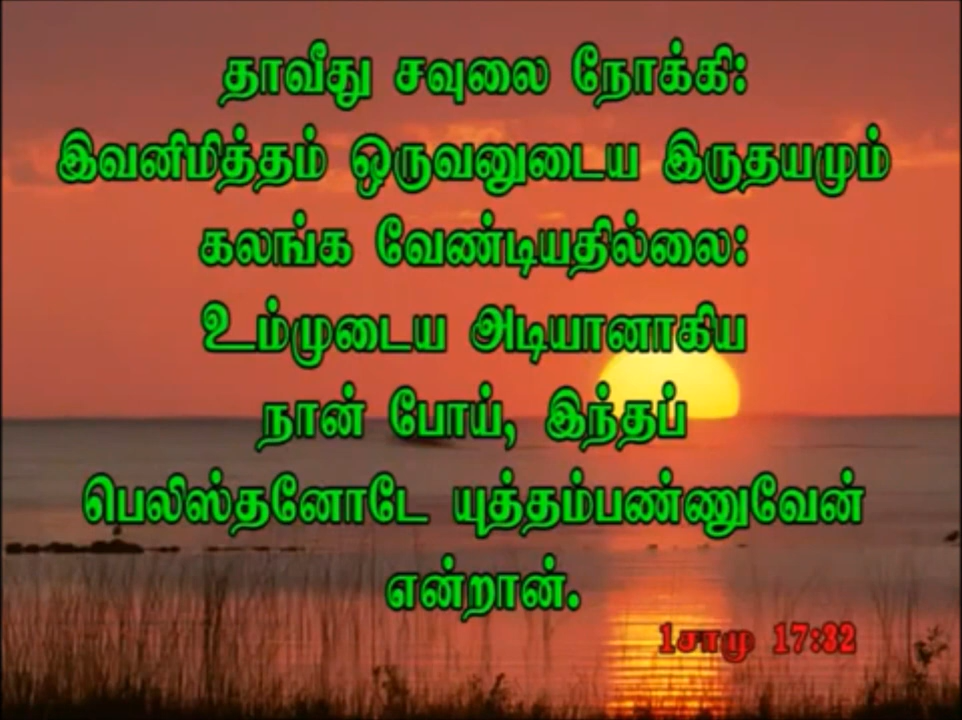 தாவீது சவுலை நோக்கி:
இவனிமித்தம் ஒருவனுடைய இருதயமும்
கலங்க வேண்டியதில்லை:
உம்முடைய அடியானாகிய
நான் போய், இந்தப்
பெலிஸ்தனோடே யுத்தம்பண்ணுவேன்
என்றான்.
1சாமு 17:32